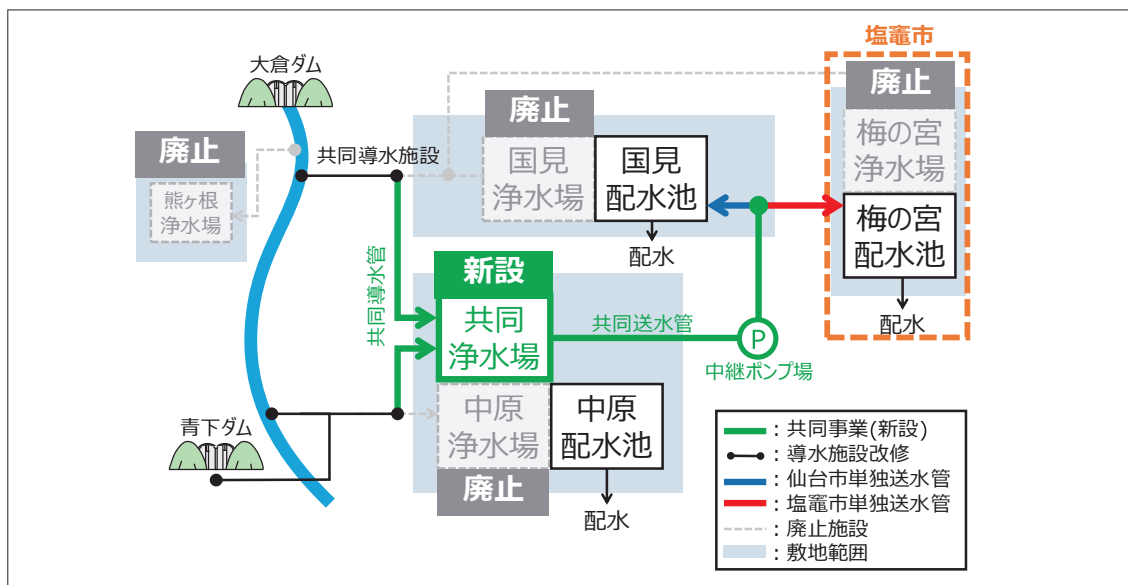 塩竈市
大倉ダム
廃止
熊ヶ根
浄水場
共同導水施設
廃止
国見
浄水場
国見
配水池
配水
廃止
梅の宮
浄水場
梅の宮
配水池
配水
共同導水管
新設
共同
浄水場
共同送水管
P
中継ポンプ場
中原
浄水場
廃止
中原
配水池
配水
青下ダム
：共同事業(新設)
：導水施設改修
：仙台市単独送水管
：塩竈市単独送水管
：廃止施設
：敷地範囲